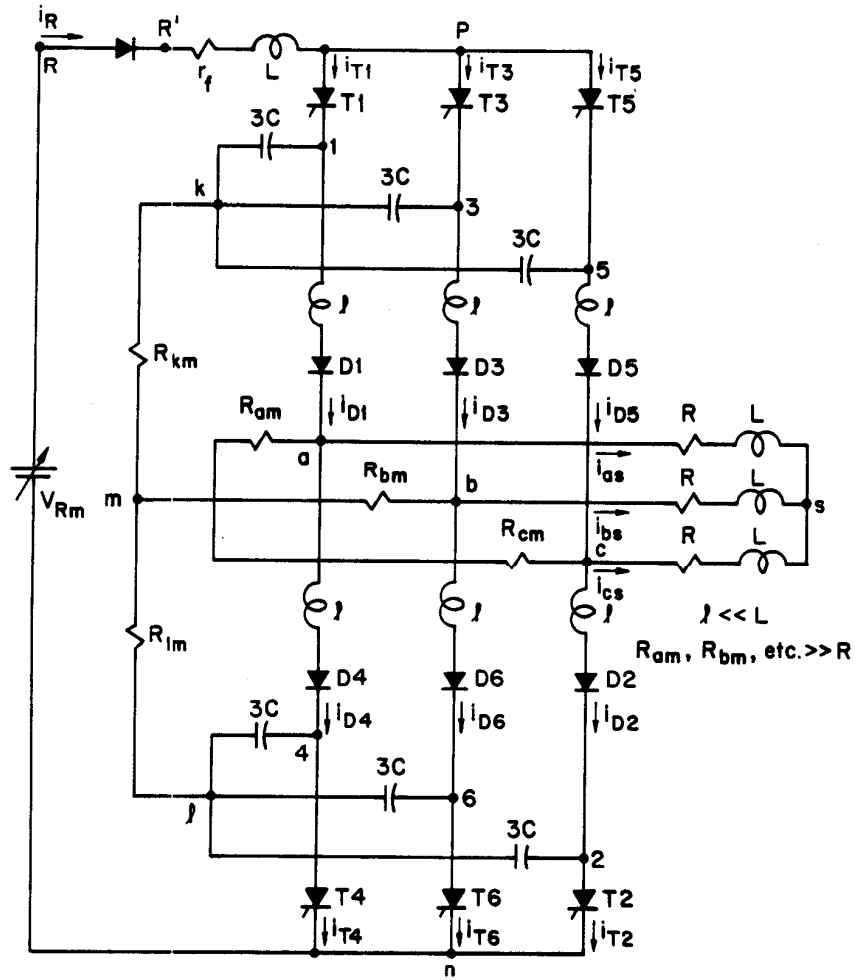 iR
R'
P
R
rf
L
iT1
iT3
iT5
T1
T3
T5
3C
1
3C
k
3
3C
5
ℓ
ℓ
ℓ
Rkm
D1
D3
D5
Ram
iD1
iD3
iD5
R
L
a
ias
Rbm
b
R
L
VRm
m
s
ibs
Rcm
c
R
L
ics
ℓ
ℓ
ℓ
ℓ << L
Rlm
Ram, Rbm, etc. >> R
D4
D6
D2
3C
iD4
iD6
iD2
4
3C
ℓ
6
3C
2
T4
T6
T2
iT4
iT6
iT2
n